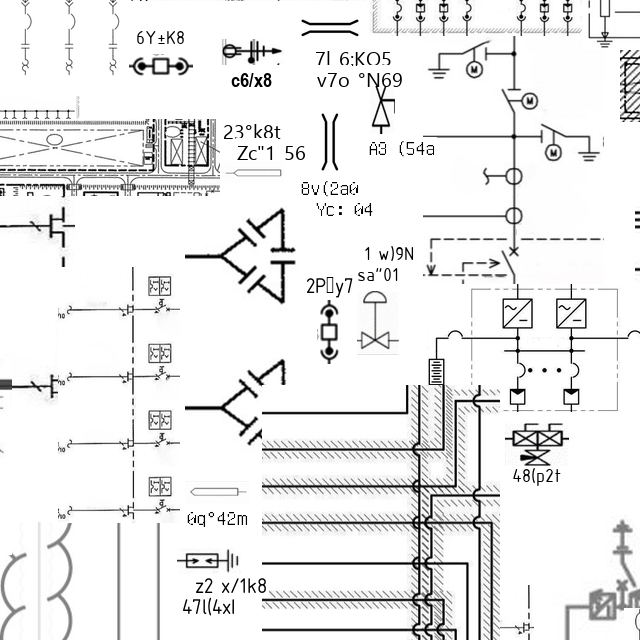 6Y±K8
c6/x8
7l 6:KO5
v7o °N69
23°k8t
Zc"1 56
A3 (54a
8v(2a0
Yc: 04
1 w)9N
sa"01
2P▯y7
48(p2t
0q°42m
z2 x/1k8
47l(4xl
M
M
M